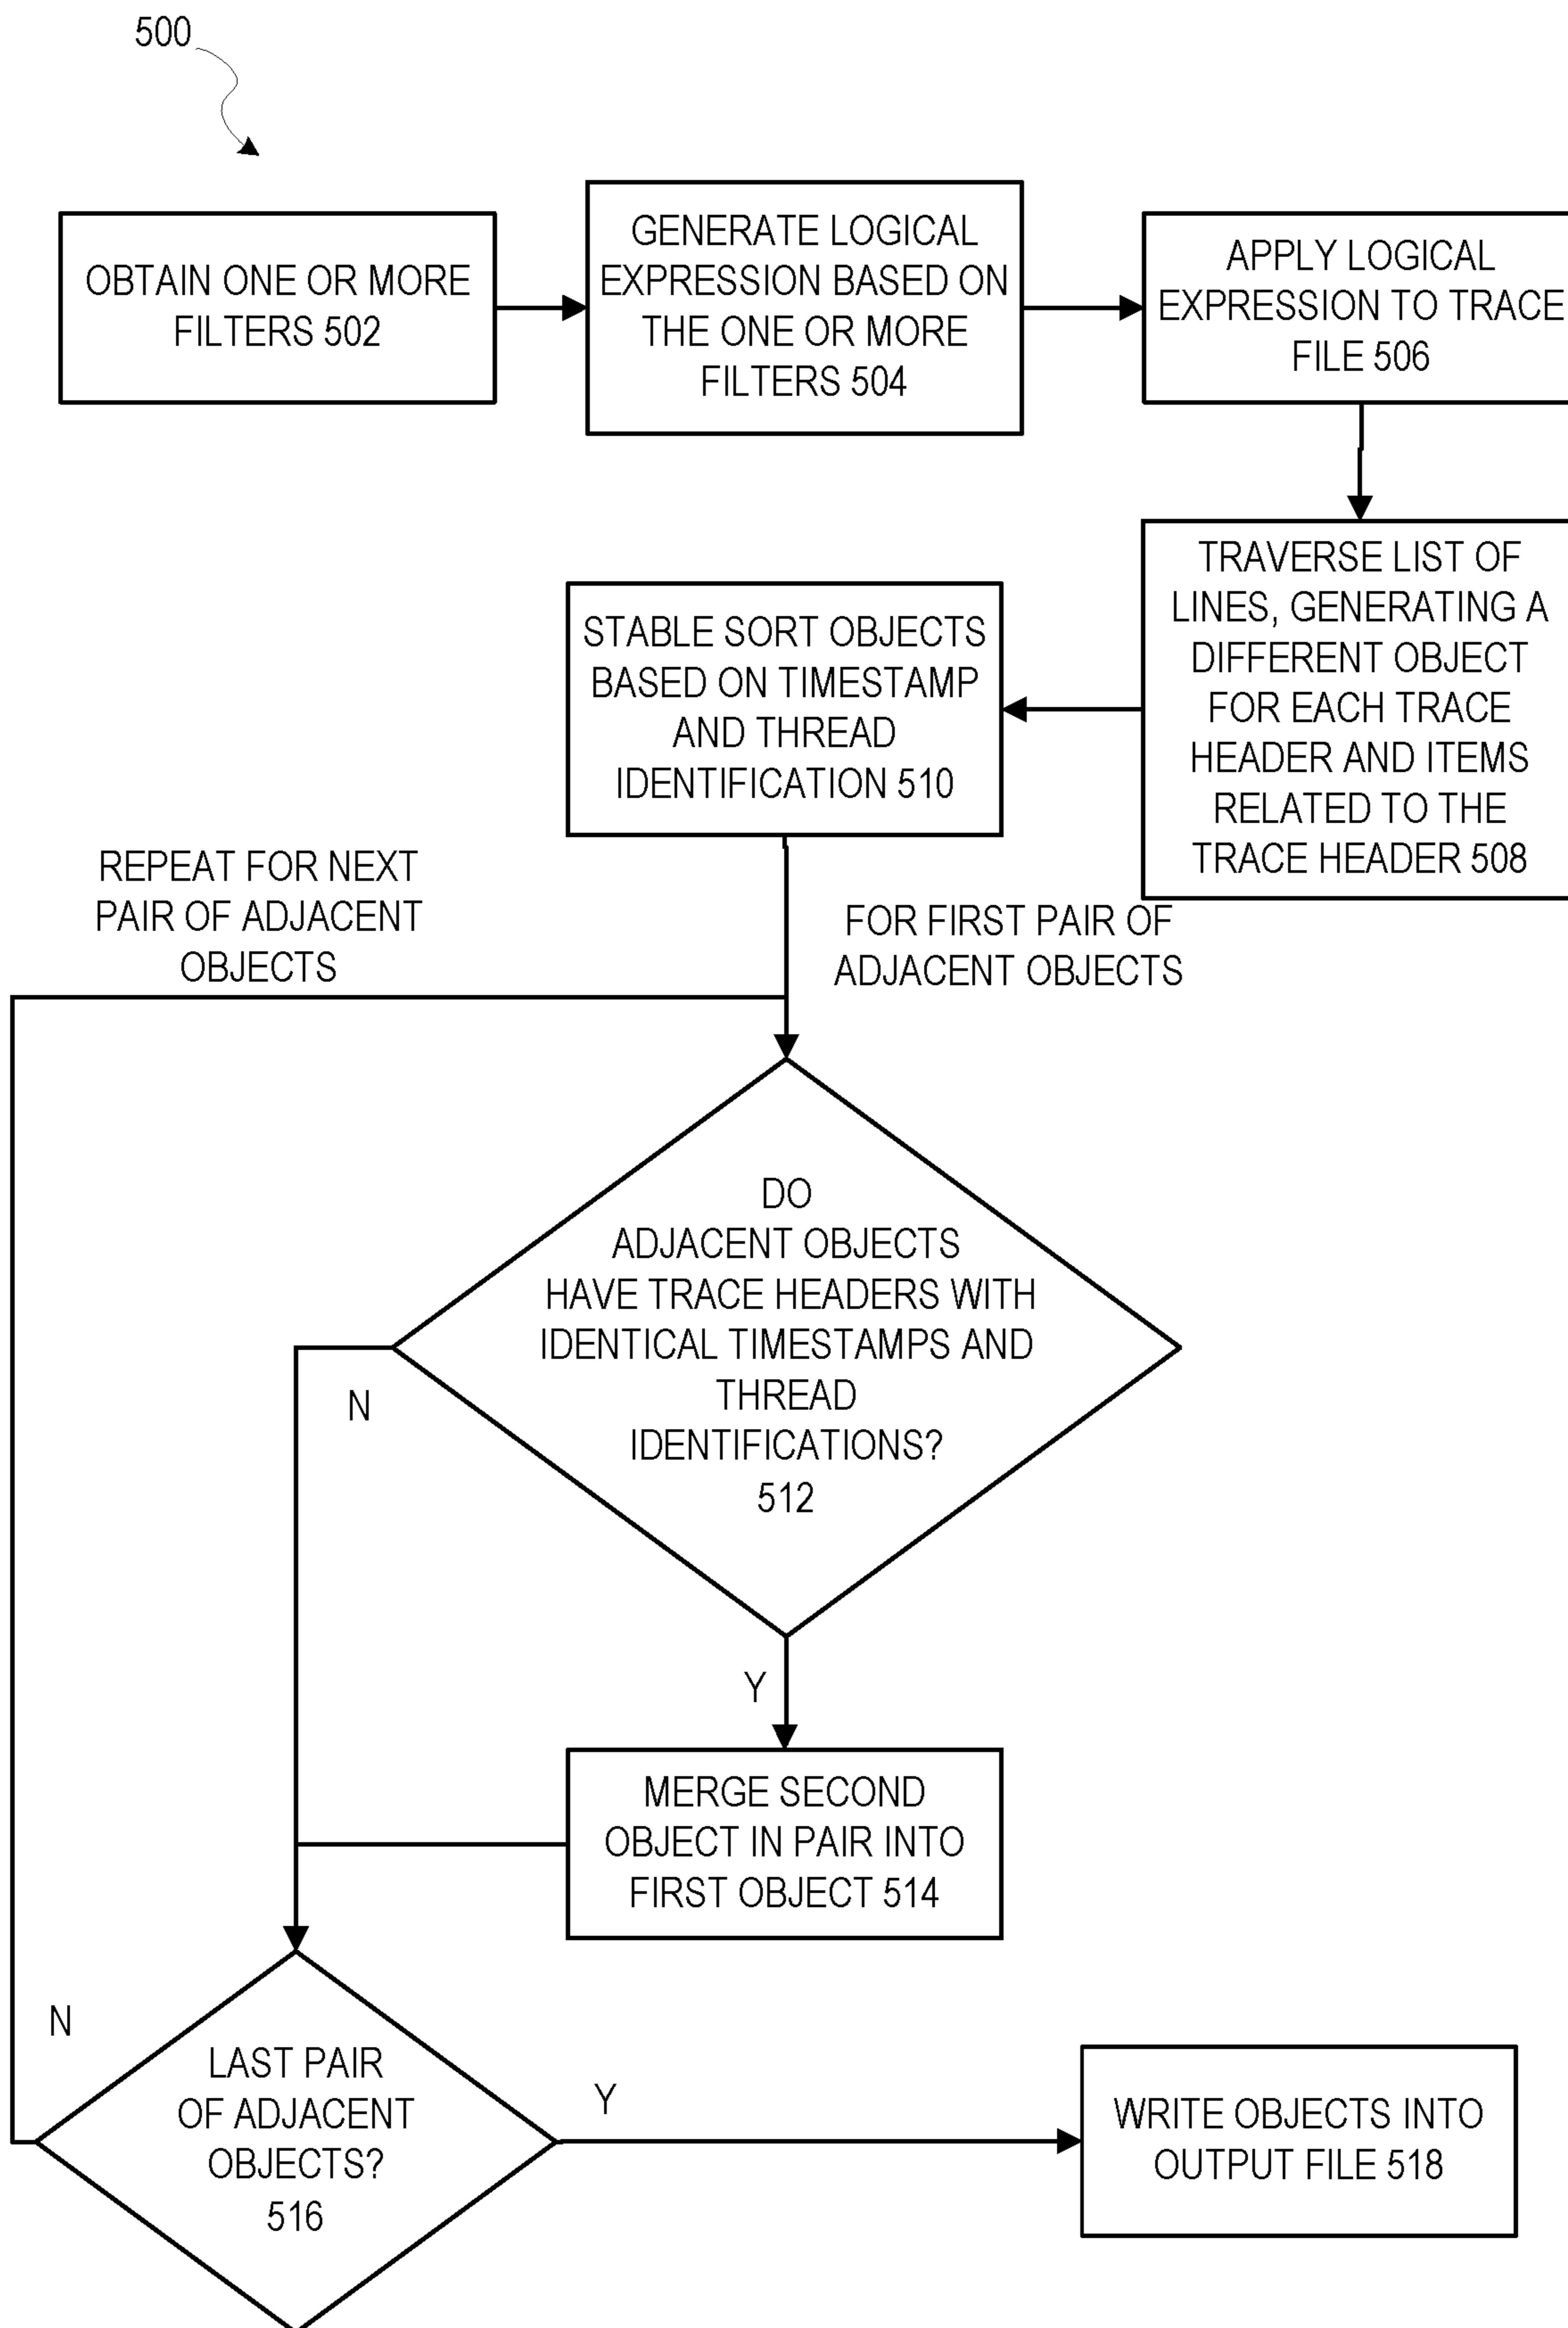 500
OBTAIN ONE OR MORE
FILTERS 502
GENERATE LOGICAL
EXPRESSION BASED ON
THE ONE OR MORE
FILTERS 504
APPLY LOGICAL
EXPRESSION TO TRACE
FILE 506
TRAVERSE LIST OF
LINES, GENERATING A
DIFFERENT OBJECT
FOR EACH TRACE
HEADER AND ITEMS
RELATED TO THE
TRACE HEADER 508
STABLE SORT OBJECTS
BASED ON TIMESTAMP
AND THREAD
IDENTIFICATION 510
REPEAT FOR NEXT
PAIR OF ADJACENT
OBJECTS
FOR FIRST PAIR OF
ADJACENT OBJECTS
DO
ADJACENT OBJECTS
HAVE TRACE HEADERS WITH
IDENTICAL TIMESTAMPS AND
THREAD
IDENTIFICATIONS?
512
N
Y
MERGE SECOND
OBJECT IN PAIR INTO
FIRST OBJECT 514
N
LAST PAIR
OF ADJACENT
OBJECTS?
516
Y
WRITE OBJECTS INTO
OUTPUT FILE 518